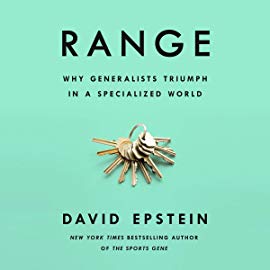 RANGE
WHY GENERALISTS TRIUMPH
IN A SPECIALIZED WORLD
DAVID EPSTEIN
NEW YORK TIMES BESTSELLING AUTHOR
OF THE SPORTS GENE